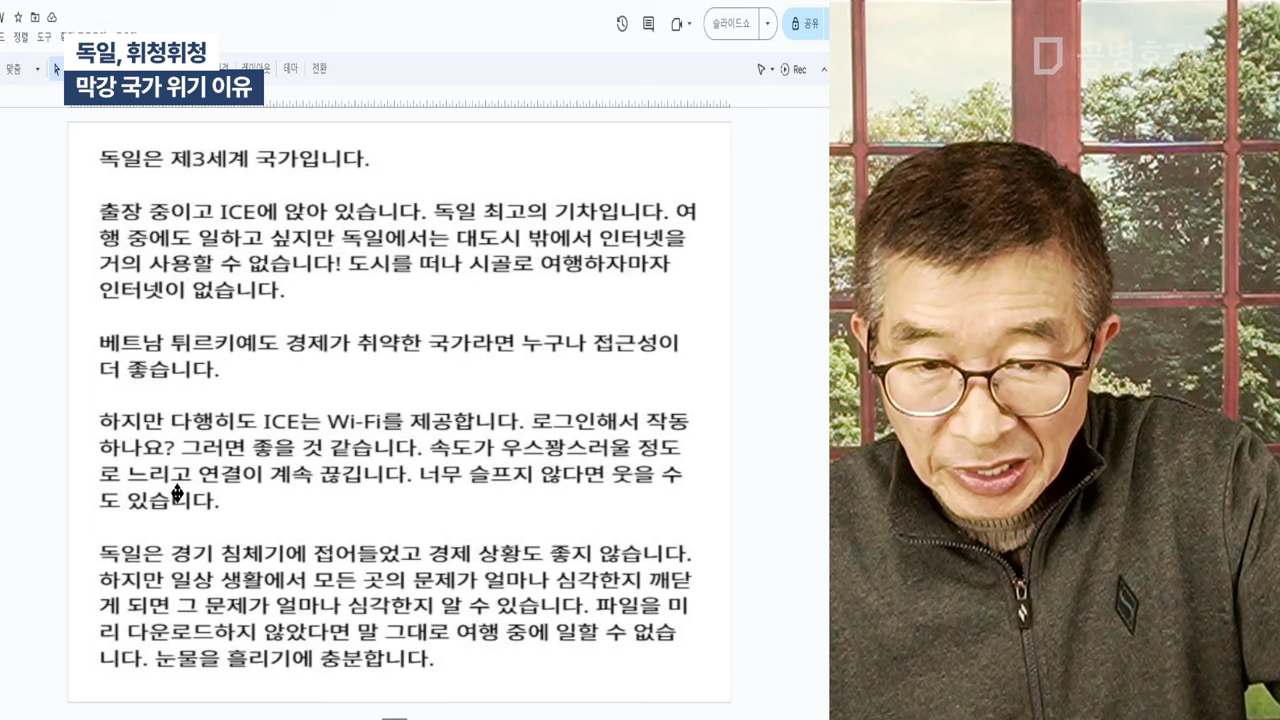 정렬 도구
슬라이드쇼
공유
독일, 휘청휘청
막강 국가 위기 이유
맞춤
레이아웃
테마
전환
Rec
공병호TV
독일은 제3세계 국가입니다.
출장 중이고 ICE에 앉아 있습니다. 독일 최고의 기차입니다. 여
행 중에도 일하고 싶지만 독일에서는 대도시 밖에서 인터넷을
거의 사용할 수 없습니다! 도시를 떠나 시골로 여행하자마자
인터넷이 없습니다.
베트남 튀르키예도 경제가 취약한 국가라면 누구나 접근성이
더 좋습니다.
하지만 다행히도 ICE는 Wi-Fi를 제공합니다. 로그인해서 작동
하나요? 그러면 좋을 것 같습니다. 속도가 우스꽝스러울 정도
로 느리고 연결이 계속 끊깁니다. 너무 슬프지 않다면 웃을 수
도 있습니다.
독일은 경기 침체기에 접어들었고 경제 상황도 좋지 않습니다.
하지만 일상 생활에서 모든 곳의 문제가 얼마나 심각한지 깨닫
게 되면 그 문제가 얼마나 심각한지 알 수 있습니다. 파일을 미
리 다운로드하지 않았다면 말 그대로 여행 중에 일할 수 없습
니다. 눈물을 흘리기에 충분합니다.